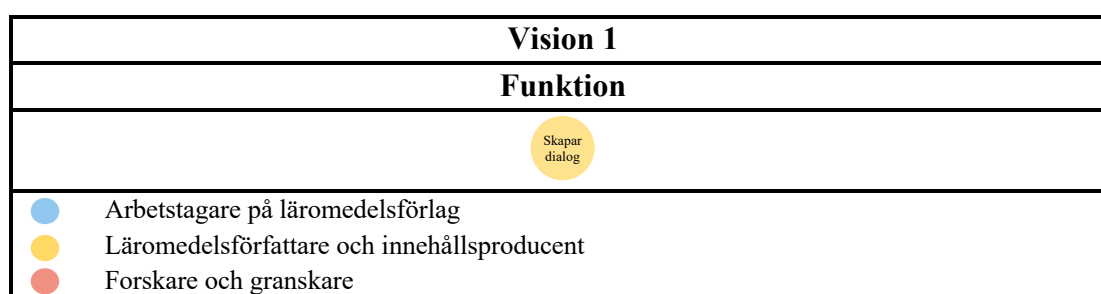 Vision 1
Funktion
Skapar
dialog
Arbetstagare på läromedelsförlag
Läromedelsförfattare och innehållsproducent
Forskare och granskare